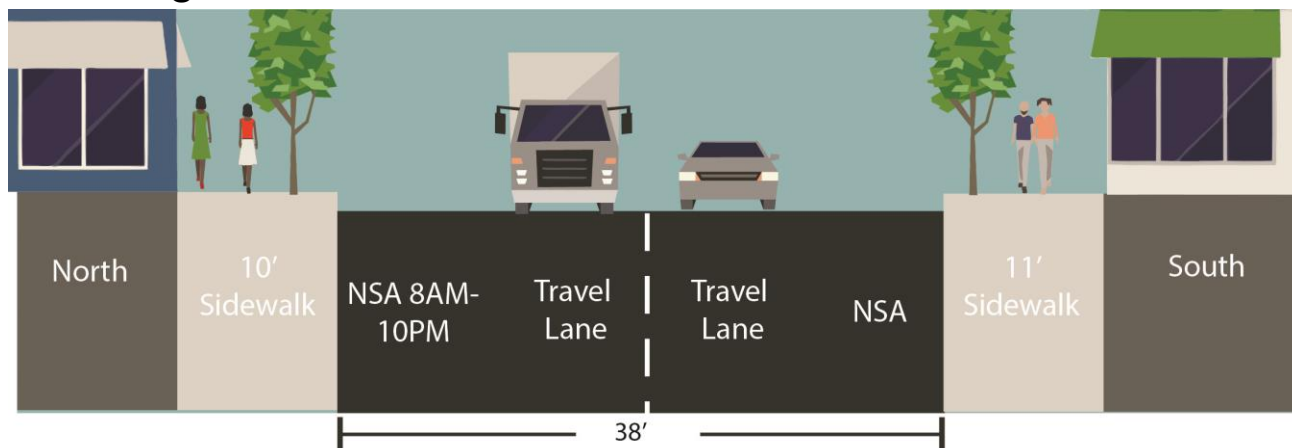 North
10'
Sidewalk
NSA 8AM-
10PM
Travel
Lane
Travel
Lane
NSA
11'
Sidewalk
South
38'